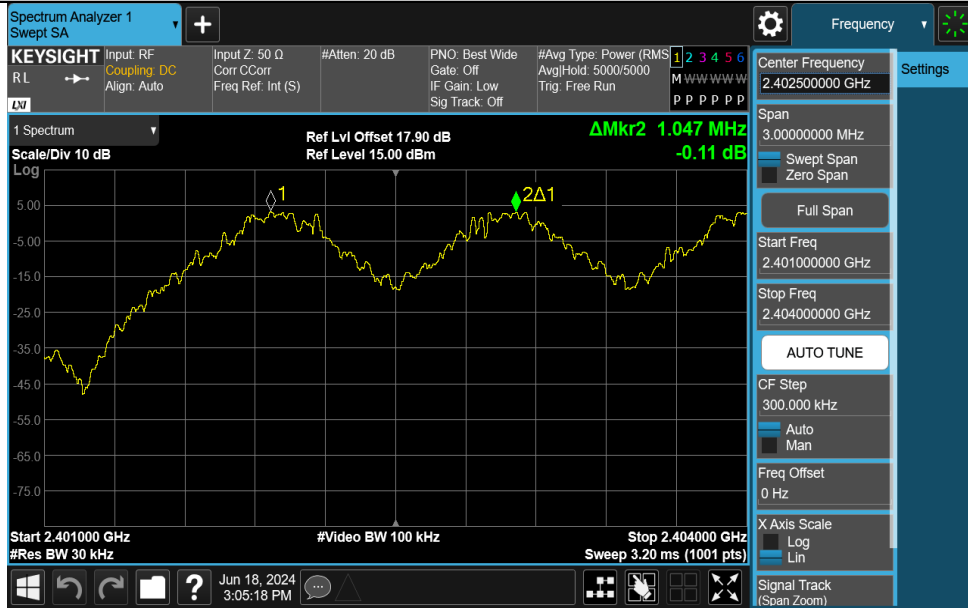 Spectrum Analyzer 1
Swept SA
+
Frequency
KEYSIGHT
RL
LXI
Input: RF
Coupling: DC
Align: Auto
Input Z: 50 Ω
Corr CCorr
Freq Ref: Int (S)
#Atten: 20 dB
PNO: Best Wide
Gate: Off
IF Gain: Low
Sig Track: Off
#Avg Type: Power (RMS
Avg|Hold: 5000/5000
Trig: Free Run
1 2 3 4 5 6
M W W W W W
P P P P P P
1 Spectrum
Scale/Div 10 dB
Log
Ref Lvl Offset 17.90 dB
Ref Level 15.00 dBm
ΔMkr2 1.047 MHz
-0.11 dB
1
2Δ1
5.00
-5.00
-15.0
-25.0
-35.0
-45.0
-55.0
-65.0
-75.0
Start 2.401000 GHz
#Res BW 30 kHz
#Video BW 100 kHz
Stop 2.404000 GHz
Sweep 3.20 ms (1001 pts)
?
Jun 18, 2024
3:05:18 PM
Center Frequency
2.402500000 GHz
Span
3.00000000 MHz
Swept Span
Zero Span
Full Span
Start Freq
2.401000000 GHz
Stop Freq
2.404000000 GHz
AUTO TUNE
CF Step
300.000 kHz
Auto
Man
Freq Offset
0 Hz
X Axis Scale
Log
Lin
Signal Track
(Span Zoom)
Settings